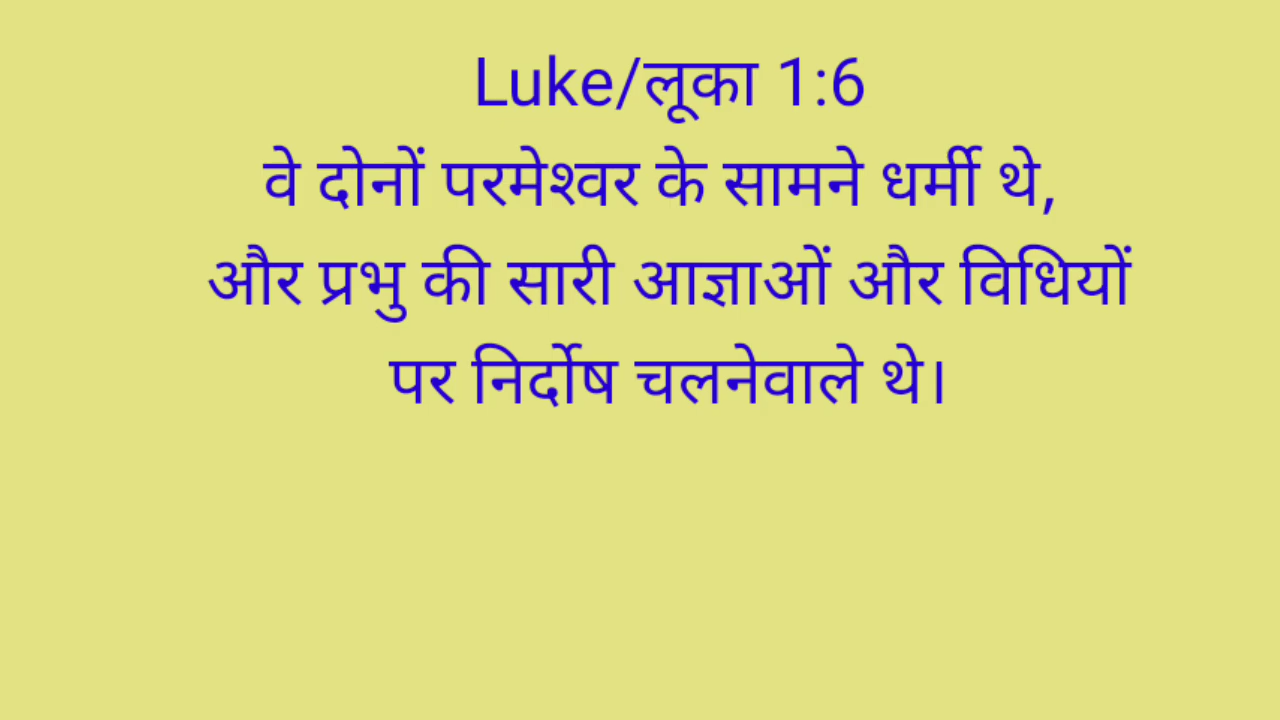 Luke/लूका 1:6
वे दोनों परमेश्वर के सामने धर्मी थे,
और प्रभु की सारी आज्ञाओं और विधियों
पर निर्दोष चलनेवाले थे।